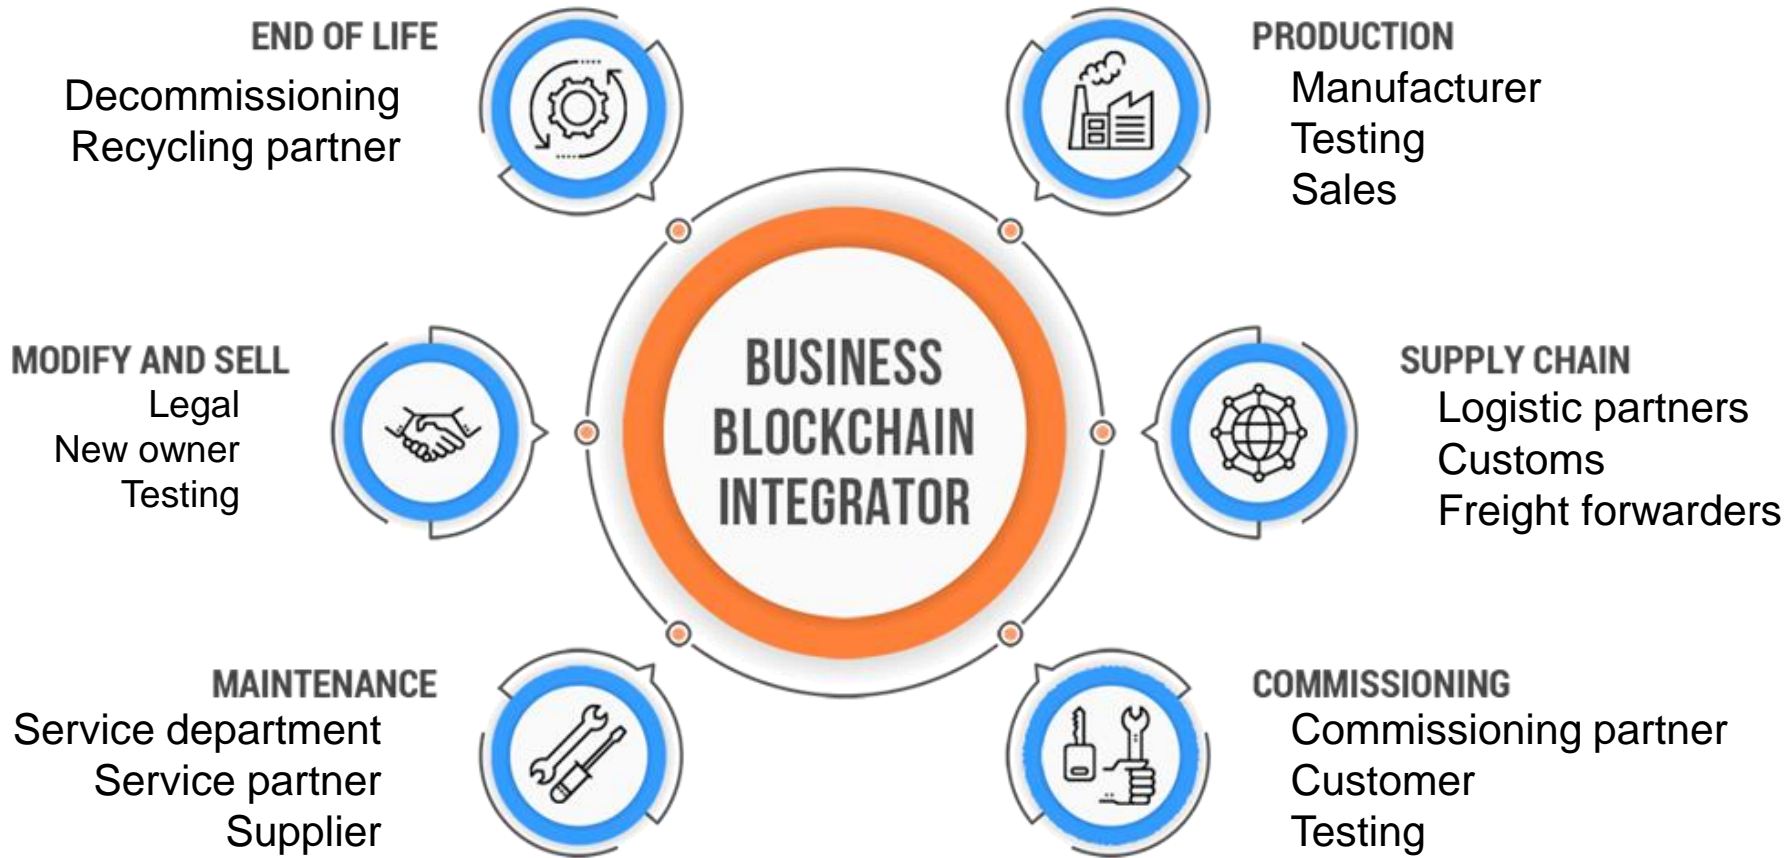 END OF LIFE
Decommissioning
Recycling partner
PRODUCTION
Manufacturer
Testing
Sales
MODIFY AND SELL
Legal
New owner
Testing
BUSINESS
BLOCKCHAIN
INTEGRATOR
SUPPLY CHAIN
Logistic partners
Customs
Freight forwarders
MAINTENANCE
Service department
Service partner
Supplier
COMMISSIONING
Commissioning partner
Customer
Testing